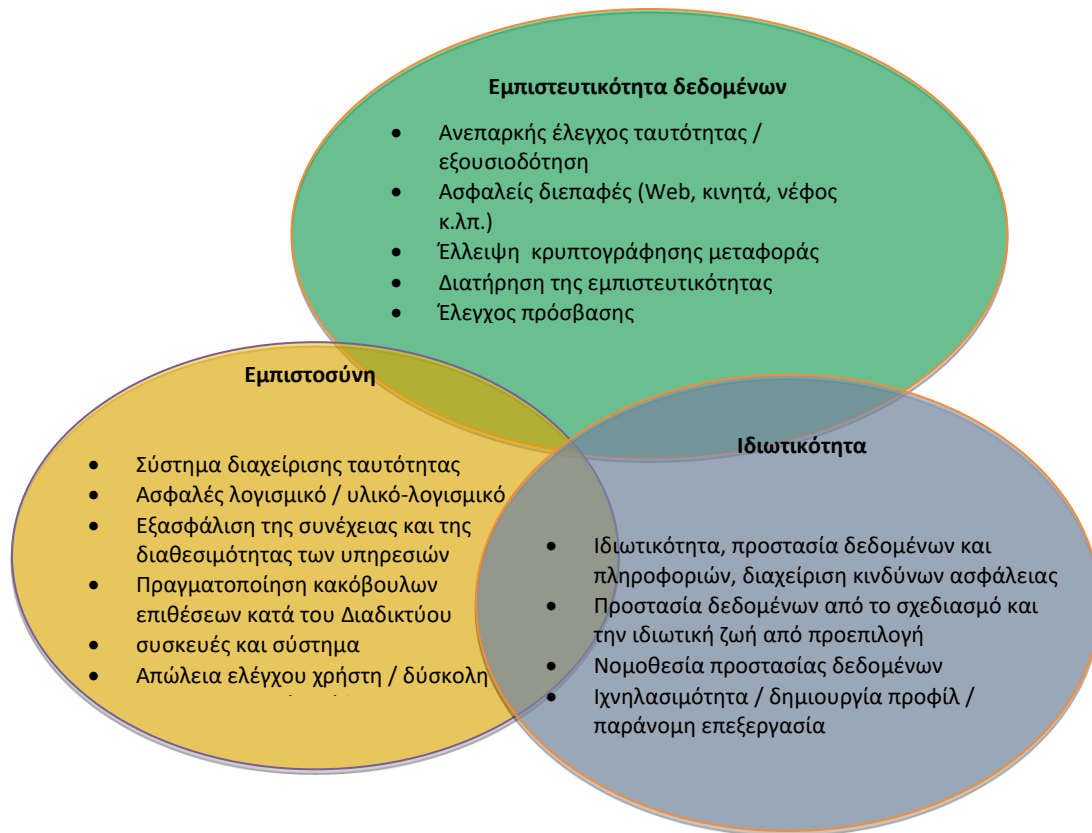 Εμπιστευτικότητα δεδομένων
• Ανεπαρκής έλεγχος ταυτότητας /
εξουσιοδότηση
• Ασφαλείς διεπαφές (Web, κινητά, νέφος
κ.λπ.)
• Έλλειψη κρυπτογράφησης μεταφοράς
• Διατήρηση της εμπιστευτικότητας
• Έλεγχος πρόσβασης
Εμπιστοσύνη
• Σύστημα διαχείρισης ταυτότητας
• Ασφαλές λογισμικό / υλικό-λογισμικό
• Εξασφάλιση της συνέχειας και της
διαθεσιμότητας των υπηρεσιών
• Πραγματοποίηση κακόβουλων
επιθέσεων κατά του Διαδικτύου
• συσκευές και σύστημα
• Απώλεια ελέγχου χρήστη / δύσκολη
Ιδιωτικότητα
• Ιδιωτικότητα, προστασία δεδομένων και
πληροφοριών, διαχείριση κινδύνων ασφάλειας
• Προστασία δεδομένων από το σχεδιασμό και
την ιδιωτική ζωή από προεπιλογή
• Νομοθεσία προστασίας δεδομένων
• Ιχνηλασιμότητα / δημιουργία προφίλ /
παράνομη επεξεργασία